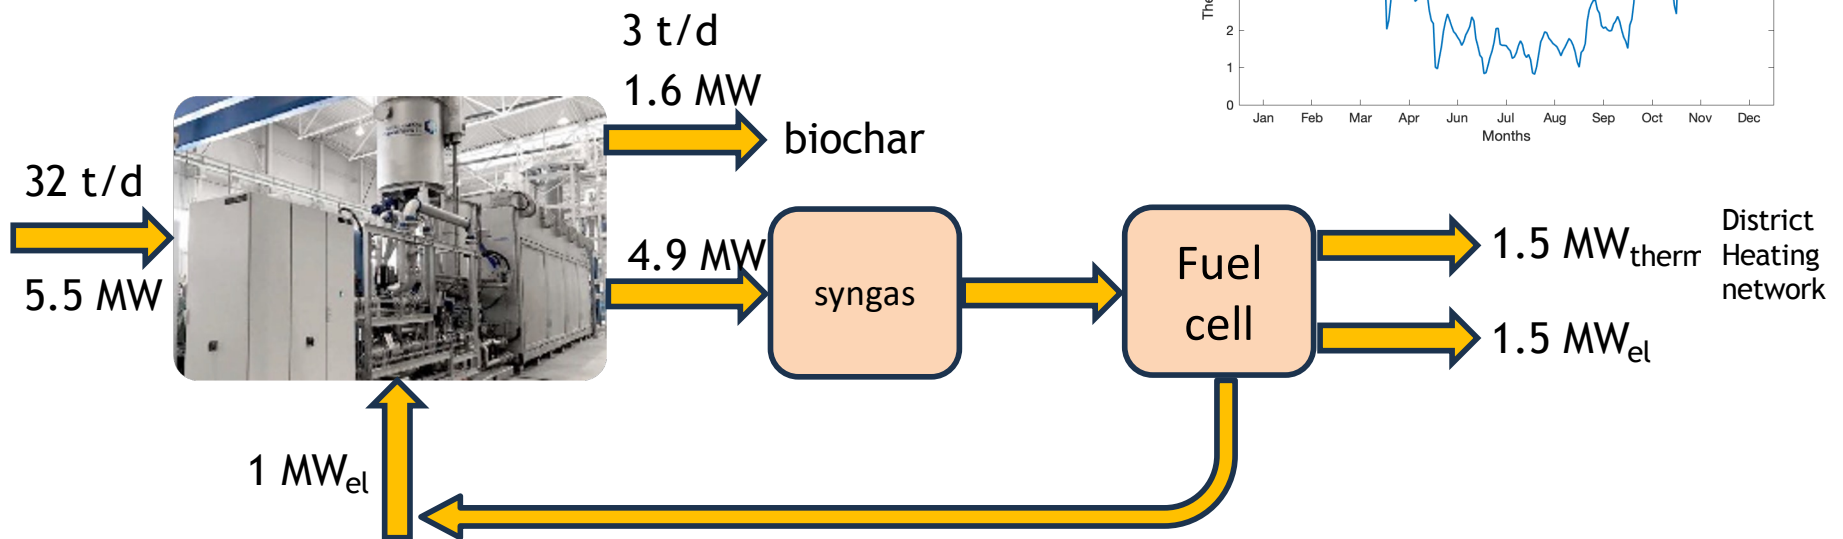 3 t/d
1.6 MW
biochar
32 t/d
5.5 MW
4.9 MW
syngas
Fuel
cell
1.5 MWtherm
District
Heating
network
1.5 MWel
1 MWel
2
1
0
Jan Feb Mar Apr Jun Jul Aug Sep Oct Nov Dec
Months